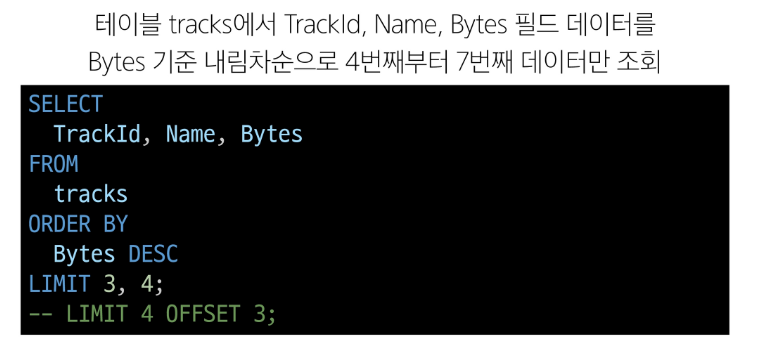 테이블 tracks에서 TrackId, Name, Bytes 필드 데이터를
Bytes 기준 내림차순으로 4번째부터 7번째 데이터만 조회
SELECT
  TrackId, Name, Bytes
FROM
  tracks
ORDER BY
  Bytes DESC
LIMIT 3, 4;
-- LIMIT 4 OFFSET 3;